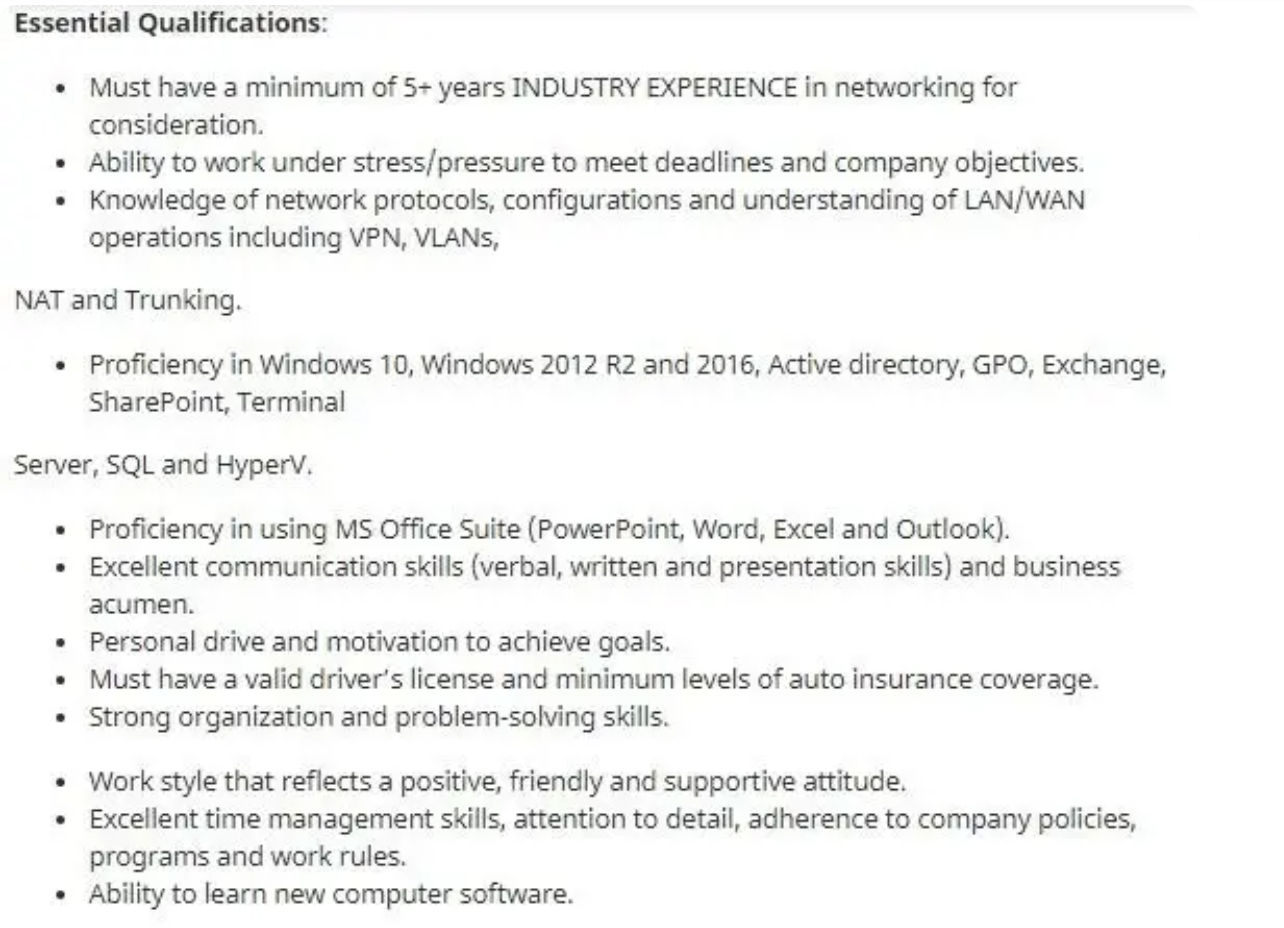 Essential Qualifications:
• Must have a minimum of 5+ years INDUSTRY EXPERIENCE in networking for
consideration.
• Ability to work under stress/pressure to meet deadlines and company objectives.
• Knowledge of network protocols, configurations and understanding of LAN/WAN
operations including VPN, VLANs,
NAT and Trunking.
• Proficiency in Windows 10, Windows 2012 R2 and 2016, Active directory, GPO, Exchange,
SharePoint, Terminal
Server, SQL and HyperV.
• Proficiency in using MS Office Suite (PowerPoint, Word, Excel and Outlook).
• Excellent communication skills (verbal, written and presentation skills) and business
acumen.
• Personal drive and motivation to achieve goals.
• Must have a valid driver's license and minimum levels of auto insurance coverage.
• Strong organization and problem-solving skills.
• Work style that reflects a positive, friendly and supportive attitude.
• Excellent time management skills, attention to detail, adherence to company policies,
programs and work rules.
• Ability to learn new computer software.